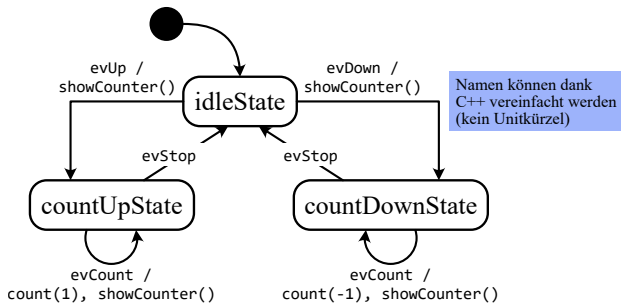 evUp /
showCounter()
evDown /
showCounter()
idleState
Namen können dank
C++ vereinfacht werden
(kein Unitkürzel)
evStop
evStop
countUpState
countDownState
evCount /
count(1), showCounter()
evCount /
count(-1), showCounter()